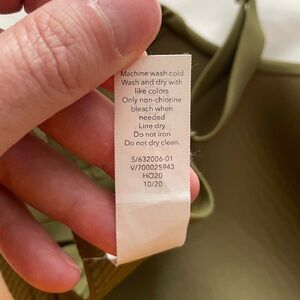 Machine wash cold
Wash and dry with
like colors
Only non-chlorine
bleach when
needed
Line dry
Do not iron
Do not dry clean.
S/632006-01
V/700025943
HO20
10/20